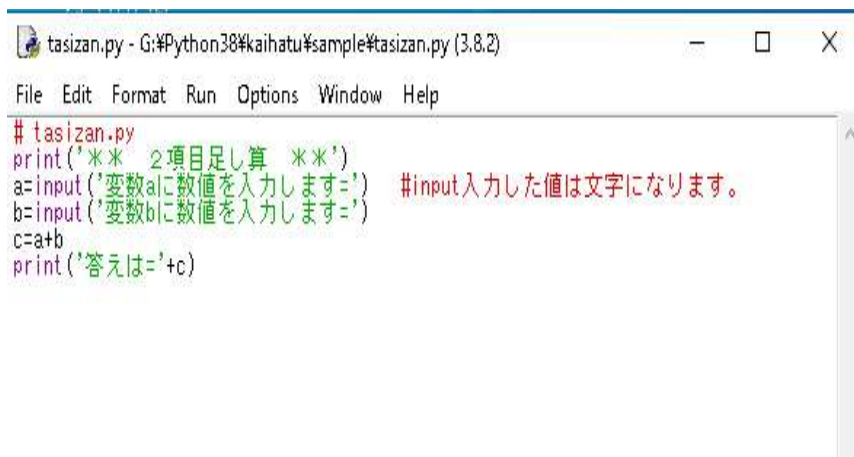 tasizan.py - G:¥Python38¥kaihatu¥sample¥tasizan.py (3.8.2)
File Edit Format Run Options Window Help
# tasizan.py
print('＊＊　２項目足し算　＊＊')
a=input('変数aに数値を入力します=')　#input入力した値は文字になります。
b=input('変数bに数値を入力します=')
c=a+b
print('答えは='+c)